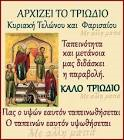 ΑΡΧΙΖΕΙ ΤΟ ΤΡΙΩΔΙΟ
Κυριακή Τελώνου και Φαρισαίου
Ταπεινότητα
και μετάνοια
μας διδάσκει
η παραβολή.
ΚΑΛΟ ΤΡΙΩΔΙΟ
Πας ο υψών εαυτόν ταπεινωθήσεται
Ο ταπεινών εαυτόν υψωθήσεται